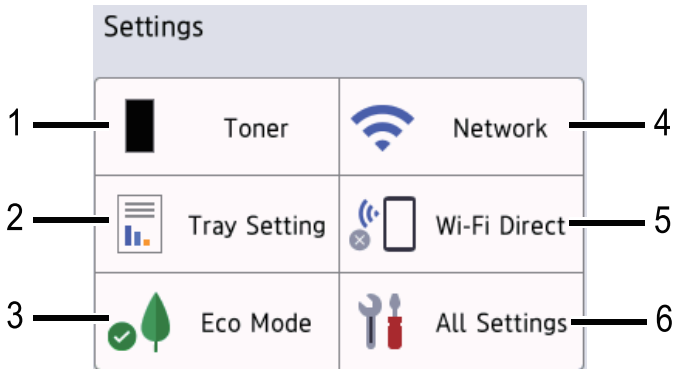 Settings
1 Toner Network 4
2 Tray Setting Wi-Fi Direct 5
3 Eco Mode All Settings 6